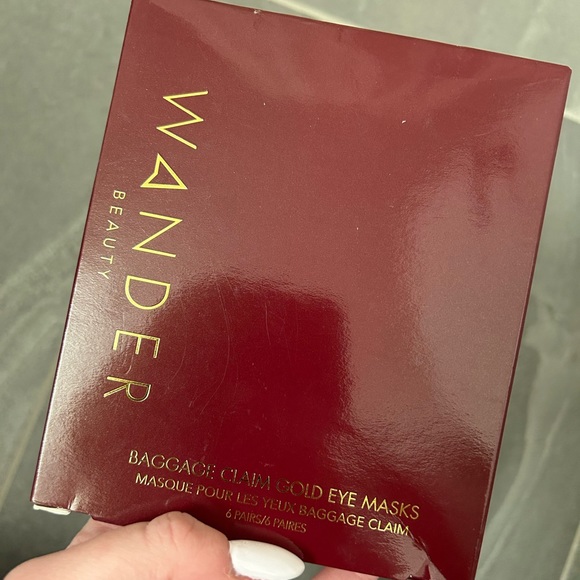 WANDER
BEAUTY
BAGGAGE CLAIM GOLD EYE MASKS
MASQUE POUR LES YEUX BAGGAGE CLAIM
6 PAIRS/6 PAIRES